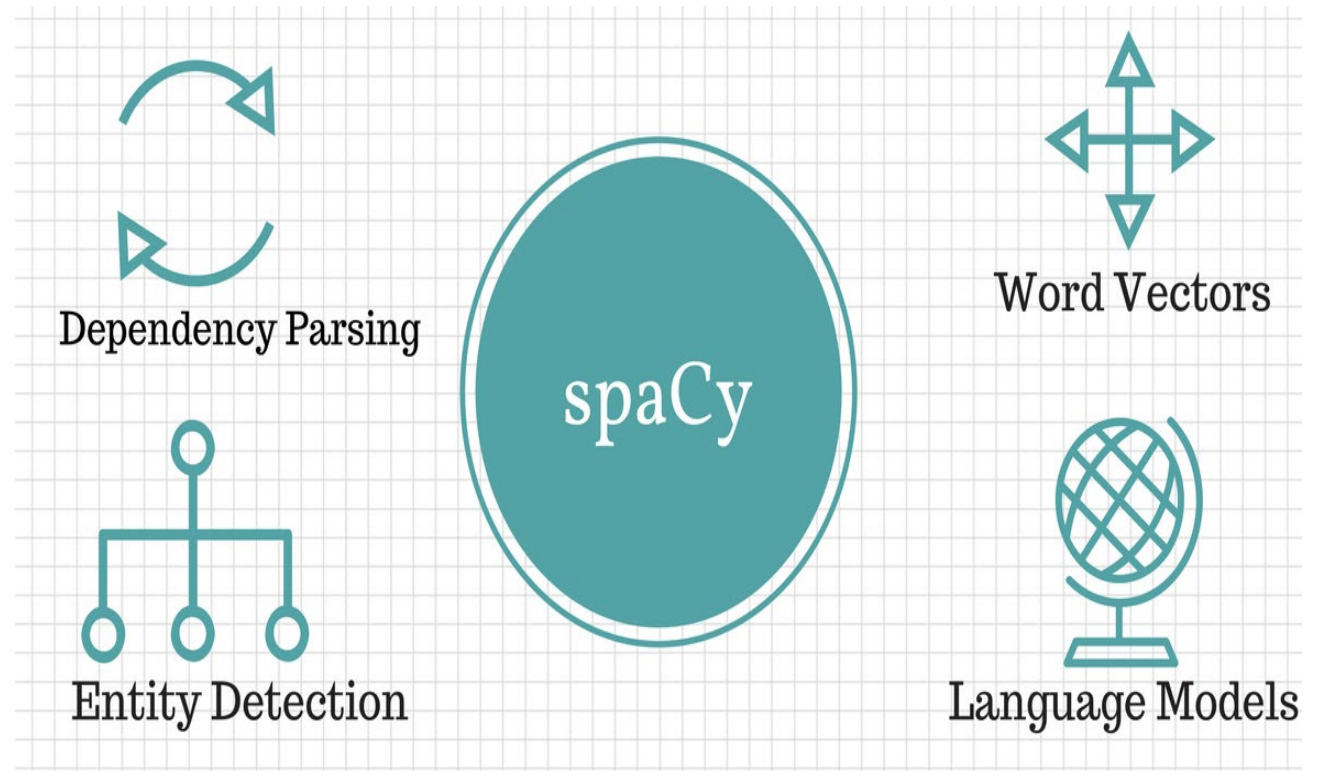 Dependency Parsing
Entity Detection
spaCy
Word Vectors
Language Models